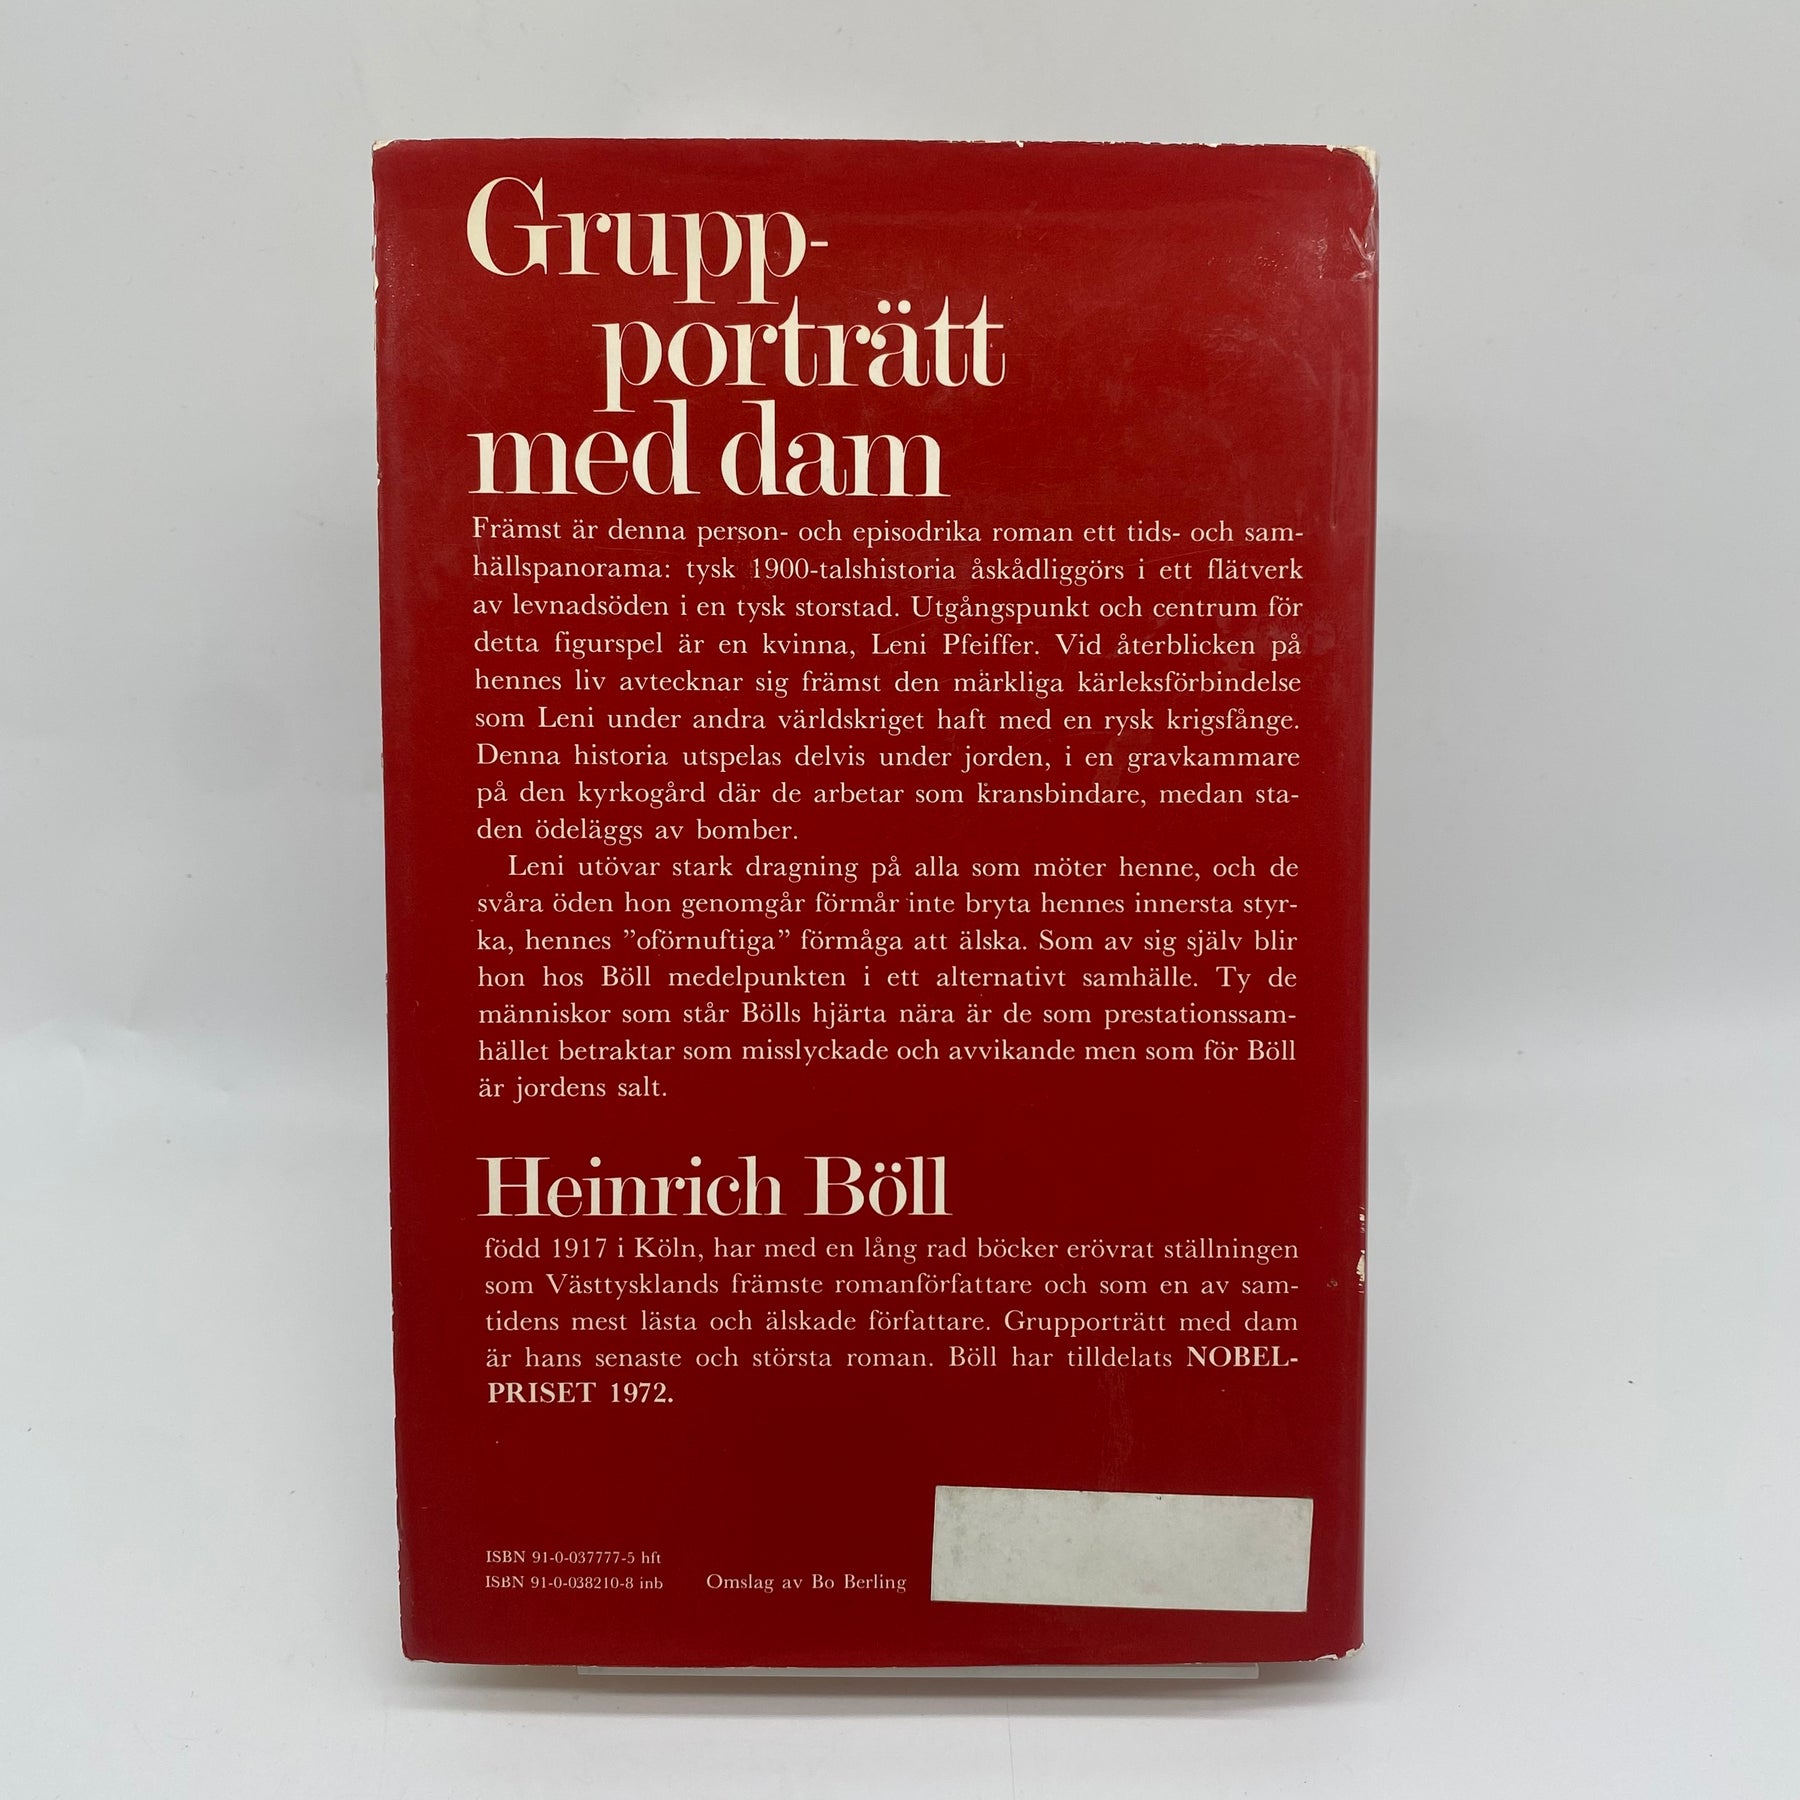 Grupp-
porträtt
med dam
Främst är denna person- och episodrika roman ett tids- och sam-
hällspanorama: tysk 1900-talshistoria åskådliggörs i ett flätverk
av levnadsöden i en tysk storstad. Utgångspunkt och centrum för
detta figurspel är en kvinna, Leni Pfeiffer. Vid återblicken på
hennes liv avtecknar sig främst den märkliga kärleksförbindelse
som Leni under andra världskriget haft med en rysk krigsfånge.
Denna historia utspelas delvis under jorden, i en gravkammare
på den kyrkogård där de arbetar som kransbindare, medan sta-
den ödeläggs av bomber.
Leni utövar stark dragning på alla som möter henne, och de
svåra öden hon genomgår förmår inte bryta hennes innersta styr-
ka, hennes ”oförnuftiga” förmåga att älska. Som av sig själv blir
hon hos Böll medelpunkten i ett alternativt samhälle. Ty de
människor som står Bölls hjärta nära är de som prestationssam-
hället betraktar som misslyckade och avvikande men som för Böll
är jordens salt.
Heinrich Böll
född 1917 i Köln, har med en lång rad böcker erövrat ställningen
som Västtysklands främste romanförfattare och som en av sam-
tidens mest lästa och älskade författare. Grupporträtt med dam
är hans senaste och största roman. Böll har tilldelats NOBEL-
PRISET 1972.
ISBN 91-0-037777-5 hft
ISBN 91-0-038210-8 inb
Omslag av Bo Berling